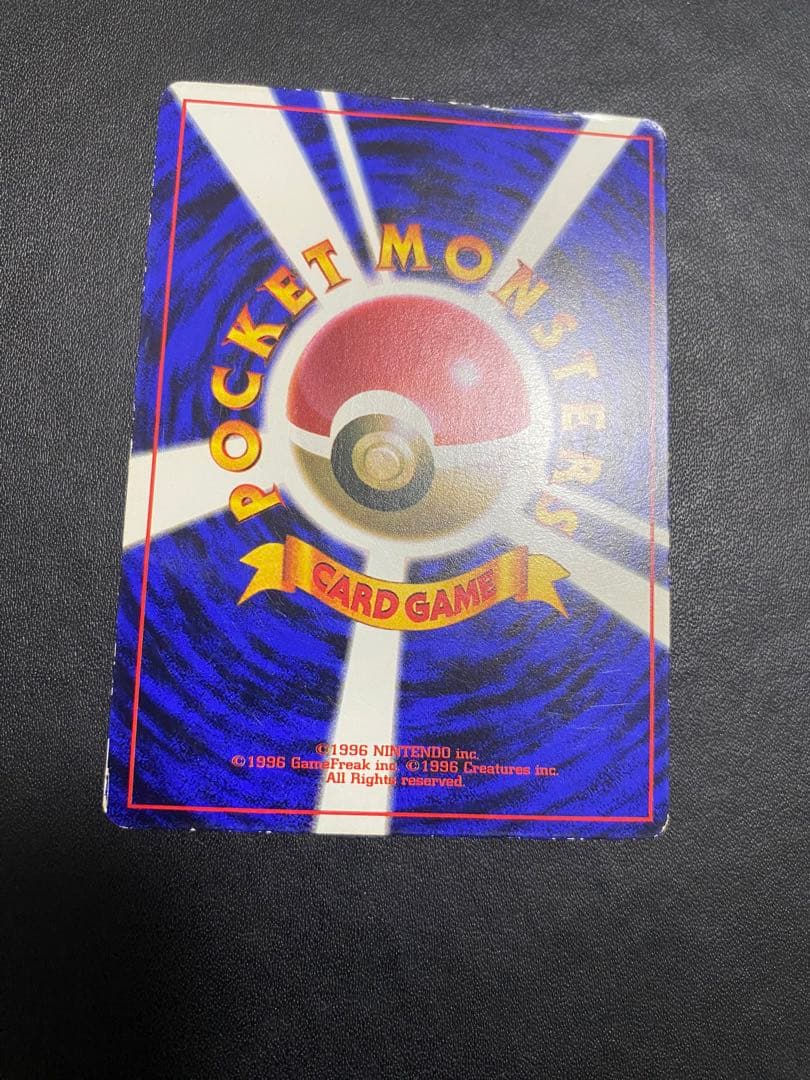 POCKET MONSTERS
CARD GAME
©1996 NINTENDO inc.
©1996 GameFreak inc. ©1996 Creatures inc.
All Rights reserved.